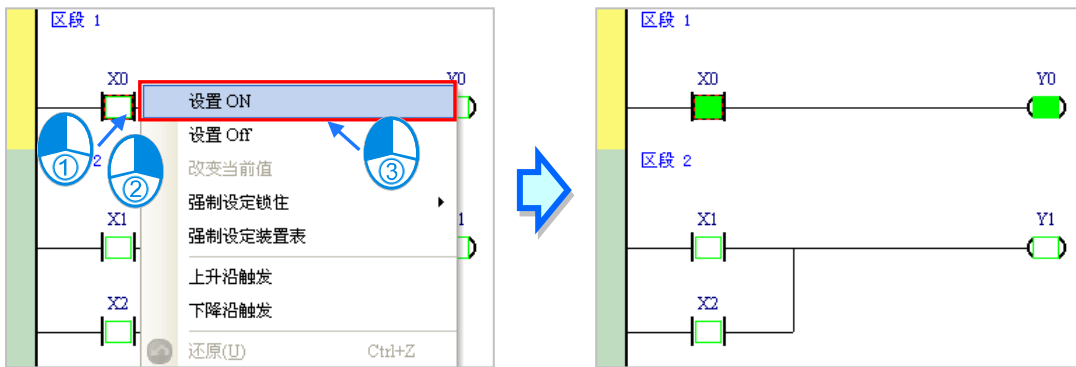 区段 1
X0
Y0
设置 ON
设置 Off
①
2
②
③
改变当前值
强制设定锁住
X1
1
强制设定装置表
上升沿触发
X2
下降沿触发
还原(U) Ctrl+Z
区段 1
X0
Y0
区段 2
X1
Y1
X2